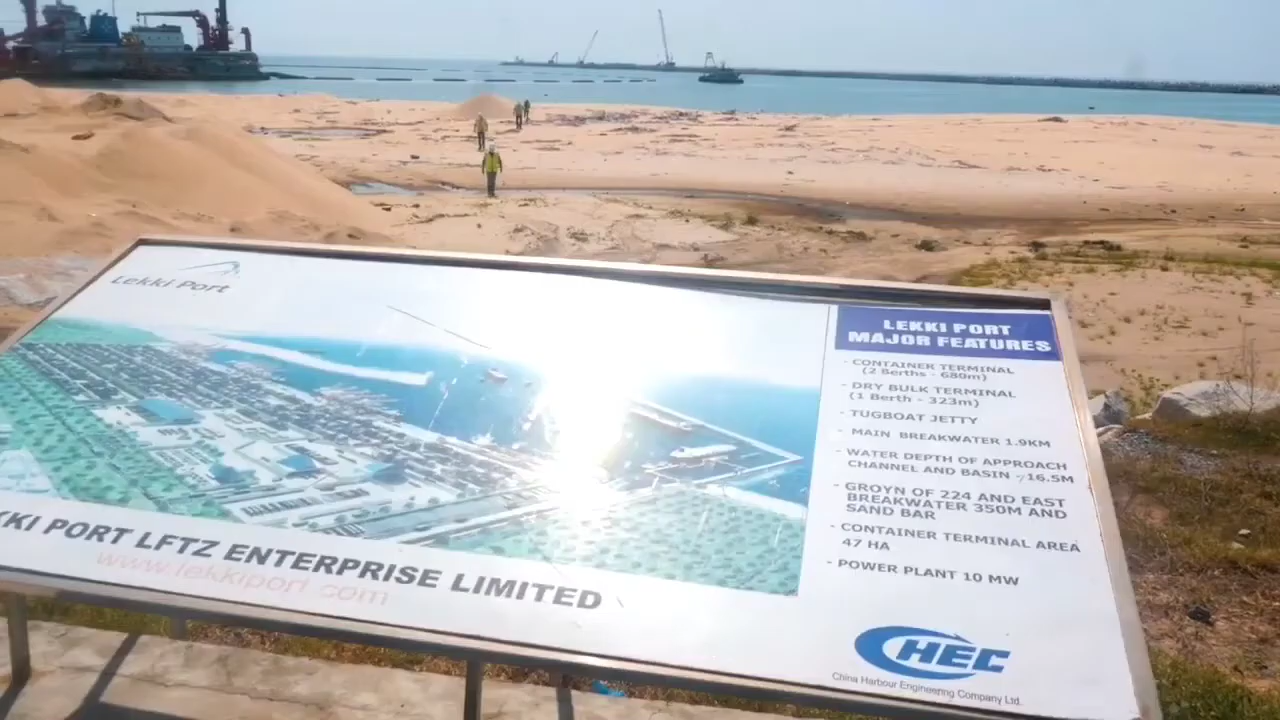 Lekki Port
KKI PORT LFTZ ENTERPRISE LIMITED
www.lekkiport.com
LEKKI PORT
MAJOR FEATURES
- CONTAINER TERMINAL
(2 Berths - 680m)
- DRY BULK TERMINAL
(1 Berth - 323m)
- TUGBOAT JETTY
- MAIN BREAKWATER 1.9KM
- WATER DEPTH OF APPROACH
CHANNEL AND BASIN -16.5M
- GROYN OF 224 AND EAST
BREAKWATER 350M AND
SAND BAR
- CONTAINER TERMINAL AREA
47 HA
- POWER PLANT 10 MW
CHEC
China Harbour Engineering Company Ltd.